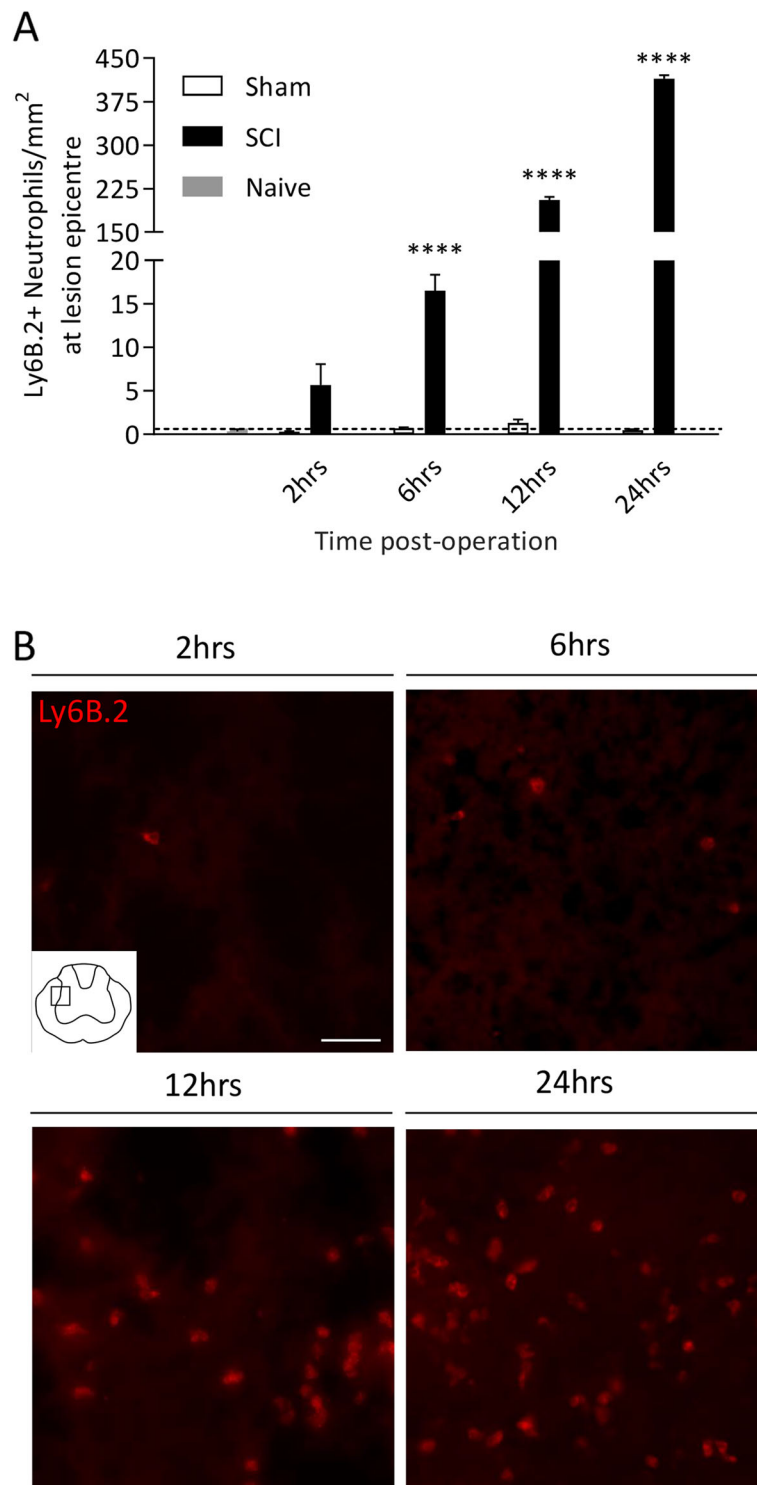 A
Ly6B.2+ Neutrophils/mm²
at lesion epicentre
450
375
300
225
150
20
15
10
5
0
Sham
SCI
Naive
****
****
****
2hrs
6hrs
12hrs
24hrs
Time post-operation
B
2hrs
6hrs
Ly6B.2
12hrs
24hrs